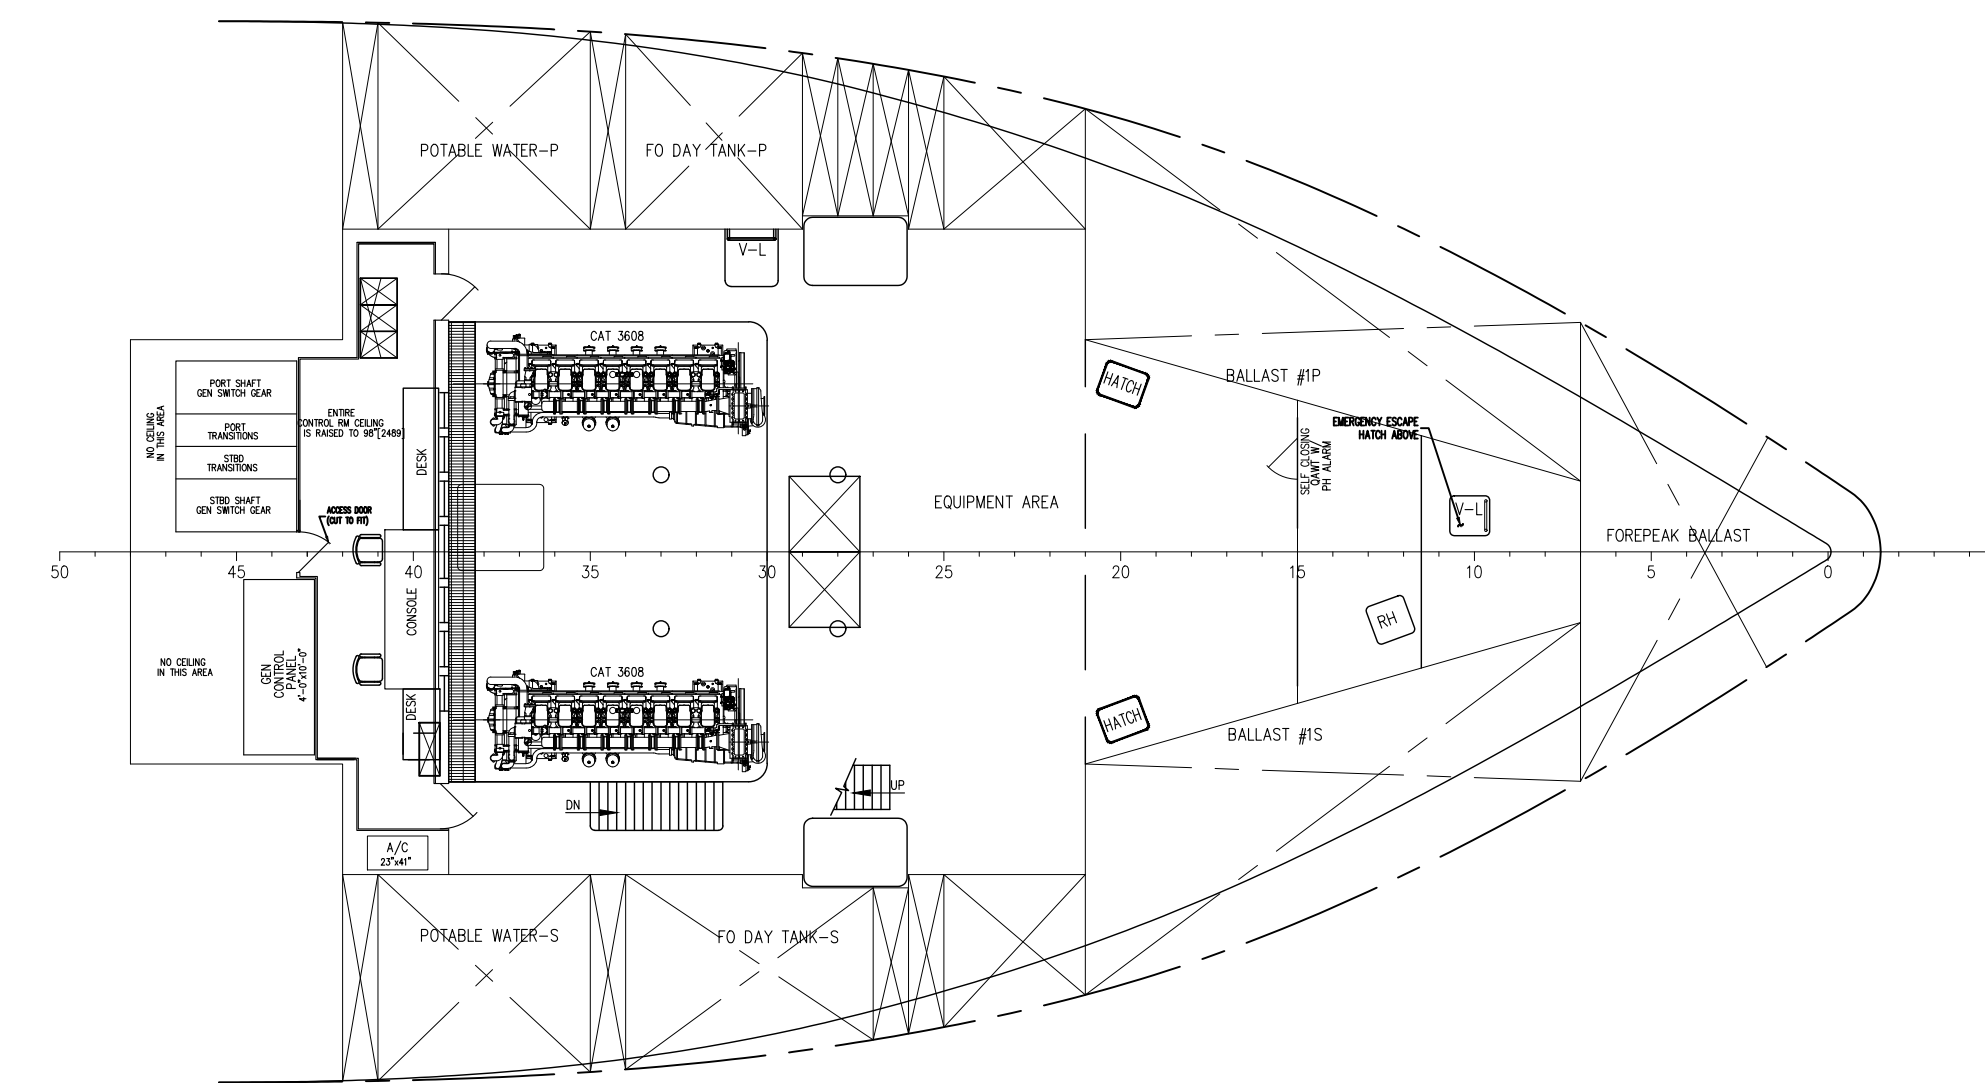 POTABLE WATER-P
FO DAY TANK-P
V-L
CAT 3608
PORT SHAFT
GEN SWITCH GEAR
PORT
TRANSITIONS
STBD
TRANSITIONS
STBD SHAFT
GEN SWITCH GEAR
NO CEILING
IN THIS AREA
ENTIRE
CONTROL RM CEILING
IS RAISED TO 98"[2489]
DESK
ACCESS DOOR
(CUT TO FIT)
HATCH
BALLAST #1P
EMERGENCY ESCAPE
HATCH ABOVE
SELF CLOSING
QAWT W
PH ALARM
EQUIPMENT AREA
V-L
FOREPEAK BALLAST
50
45
40
35
30
25
20
15
10
5
0
CONSOLE
RH
NO CEILING
IN THIS AREA
GEN
CONTROL
PANEL
4'-0"x10'-0"
DESK
CAT 3608
HATCH
BALLAST #1S
DN
UP
A/C
23"x41"
POTABLE WATER-S
FO DAY TANK-S